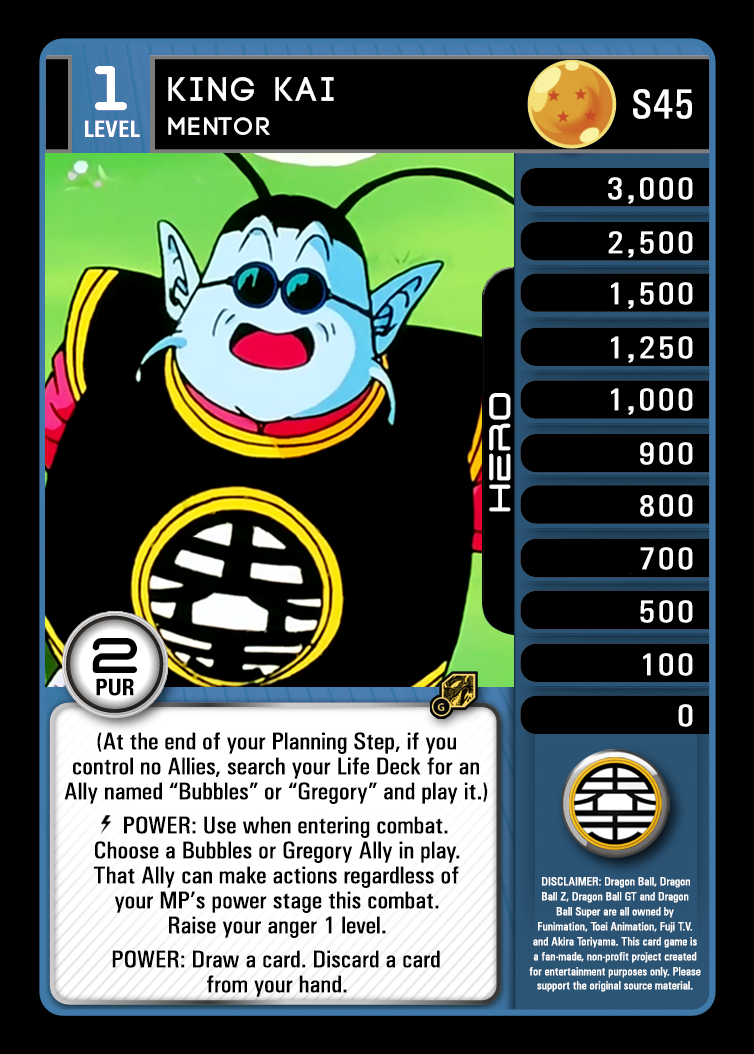 1
LEVEL
KING KAI
MENTOR
S45
3,000
2,500
1,500
1,250
1,000
900
800
700
500
100
0
HERO
2
PUR
G
(At the end of your Planning Step, if you
control no Allies, search your Life Deck for an
Ally named “Bubbles” or “Gregory” and play it.)
POWER: Use when entering combat.
Choose a Bubbles or Gregory Ally in play.
That Ally can make actions regardless of
your MP’s power stage this combat.
Raise your anger 1 level.
POWER: Draw a card. Discard a card
from your hand.
DISCLAIMER: Dragon Ball, Dragon
Ball Z, Dragon Ball GT and Dragon
Ball Super are all owned by
Funimation, Toei Animation, Fuji T.V.
and Akira Toriyama. This card game is
a fan-made, non-profit project created
for entertainment purposes only. Please
support the original source material.